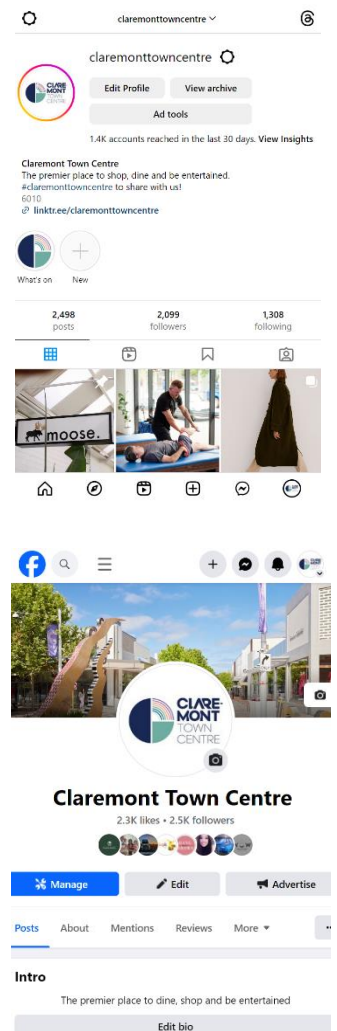 claremonttowncentre
claremonttowncentre
Edit Profile
View archive
Ad tools
1.4K accounts reached in the last 30 days. View Insights
CLARE-
MONT
TOWN
CENTRE
Claremont Town Centre
The premier place to shop, dine and be entertained.
#claremonttowncentre to share with us!
6010
linktr.ee/claremonttowncentre
What's on
New
2,498
posts
2,099
followers
1,308
following
moose.
CLARE-
MONT
TOWN
CENTRE
Claremont Town Centre
2.3K likes • 2.5K followers
Manage
Edit
Advertise
Posts
About
Mentions
Reviews
More
Intro
The premier place to dine, shop and be entertained
Edit bio